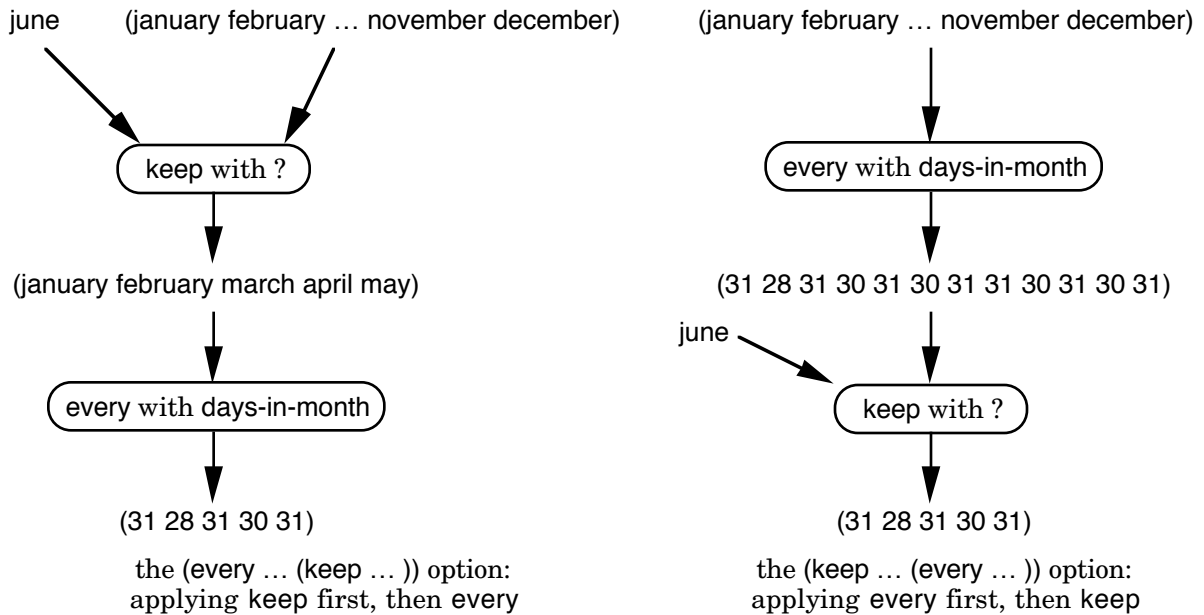 june (january february … november december)
keep with ?
(january february march april may)
every with days-in-month
(31 28 31 30 31)
the (every … (keep … )) option:
applying keep first, then every
(january february … november december)
every with days-in-month
(31 28 31 30 31 30 31 31 30 31 30 31)
june
keep with ?
(31 28 31 30 31)
the (keep … (every … )) option:
applying every first, then keep